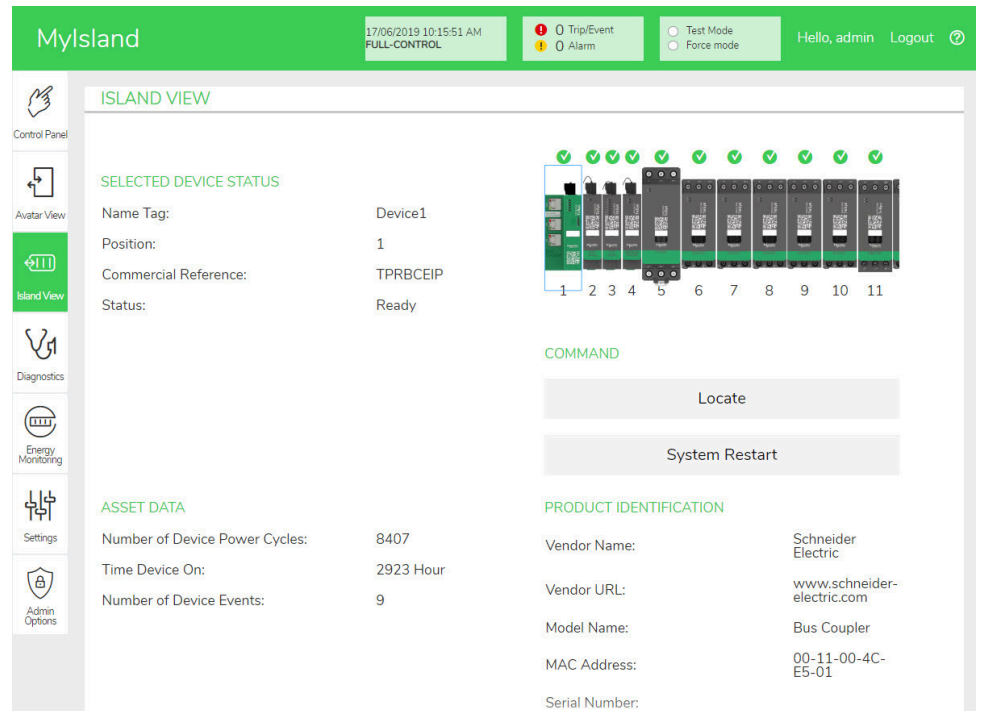 MyIsland
17/06/2019 10:15:51 AM
FULL-CONTROL
0 Trip/Event
0 Alarm
Test Mode
Force mode
Hello, admin
Logout
Control Panel
Avatar View
Island View
Diagnostics
Energy
Monitoring
Settings
Admin
Options
ISLAND VIEW
SELECTED DEVICE STATUS
Name Tag: Device1
Position: 1
Commercial Reference: TPRBCEIP
Status: Ready
1 2 3 4 5 6 7 8 9 10 11
COMMAND
Locate
System Restart
ASSET DATA
Number of Device Power Cycles: 8407
Time Device On: 2923 Hour
Number of Device Events: 9
PRODUCT IDENTIFICATION
Vendor Name: Schneider
Electric
Vendor URL: www.schneider-
electric.com
Model Name: Bus Coupler
MAC Address: 00-11-00-4C-
E5-01
Serial Number: